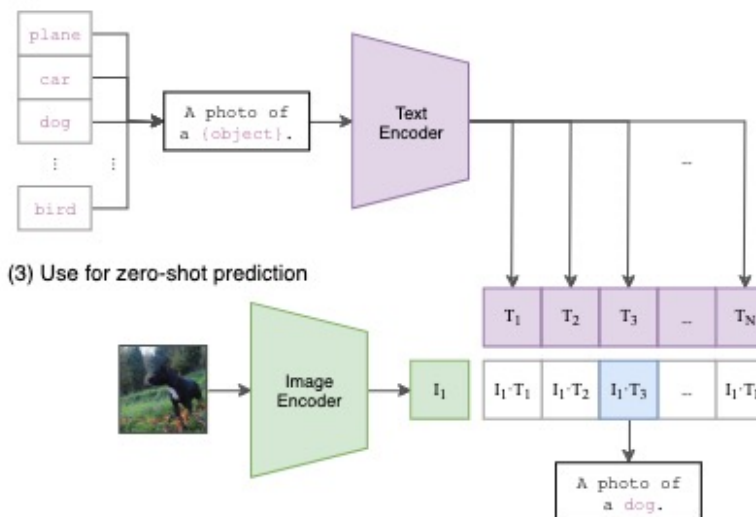 plane
car
dog
⋮ ⋮
bird
A photo of
a {object}.
Text
Encoder
...
(3) Use for zero-shot prediction
T1 T2 T3 ... TN
Image
Encoder
I1
I1·T1 I1·T2 I1·T3 ...
A photo of
a dog.